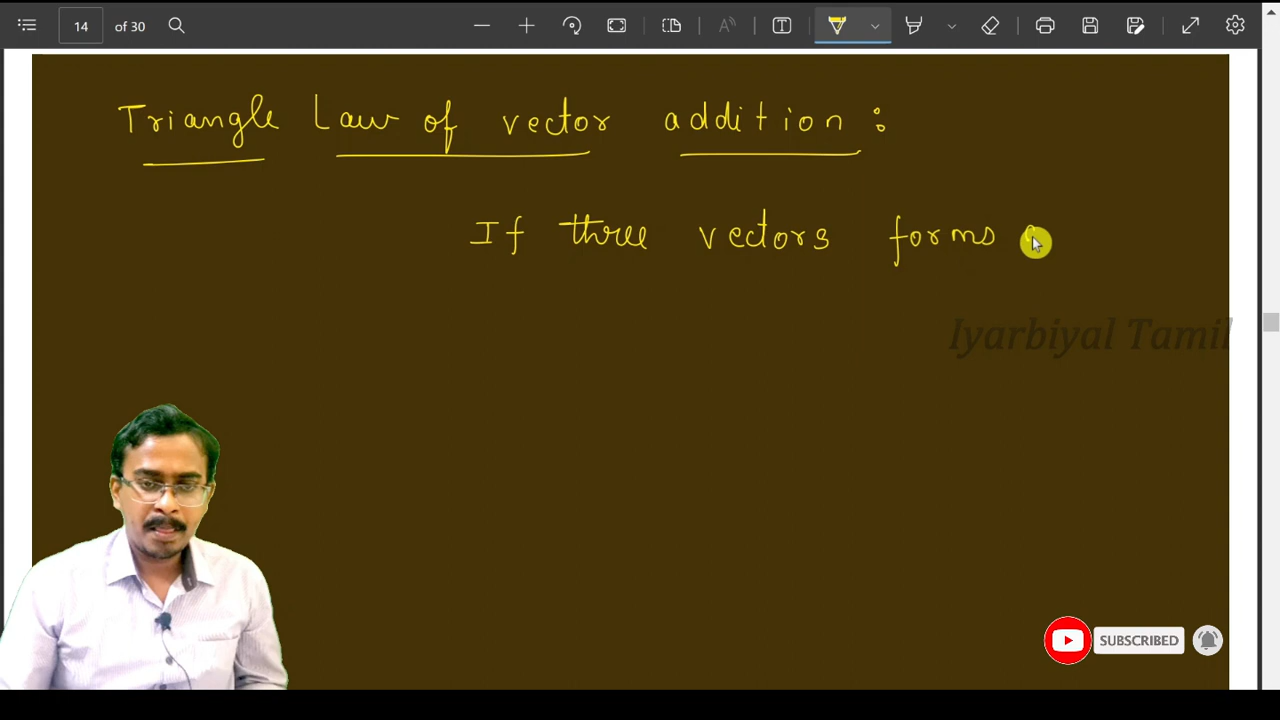 14 of 30
Triangle Law of vector addition :
If three vectors forms
Iyarbiyal Tamil
SUBSCRIBED